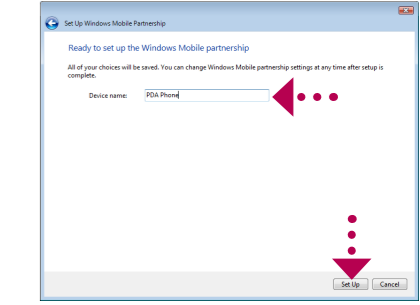 Set Up Windows Mobile Partnership
Ready to set up the Windows Mobile partnership
All of your choices will be saved. You can change Windows Mobile partnership settings at any time after setup is
complete.
Device name: PDA Phone
Set Up Cancel